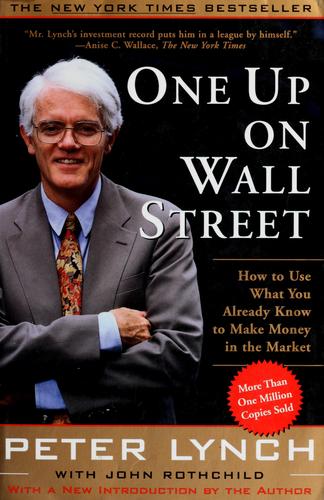 THE NEW YORK TIMES BESTSELLER
"Mr. Lynch's investment record puts him in a league by himself."
—Anise C. Wallace, The New York Times
ONE UP
ON
WALL
STREET
How to Use
What You
Already Know
to Make Money
in the Market
More Than
One Million
Copies Sold
PETER LYNCH
WITH JOHN ROTHCHILD
WITH A NEW INTRODUCTION BY THE AUTHOR